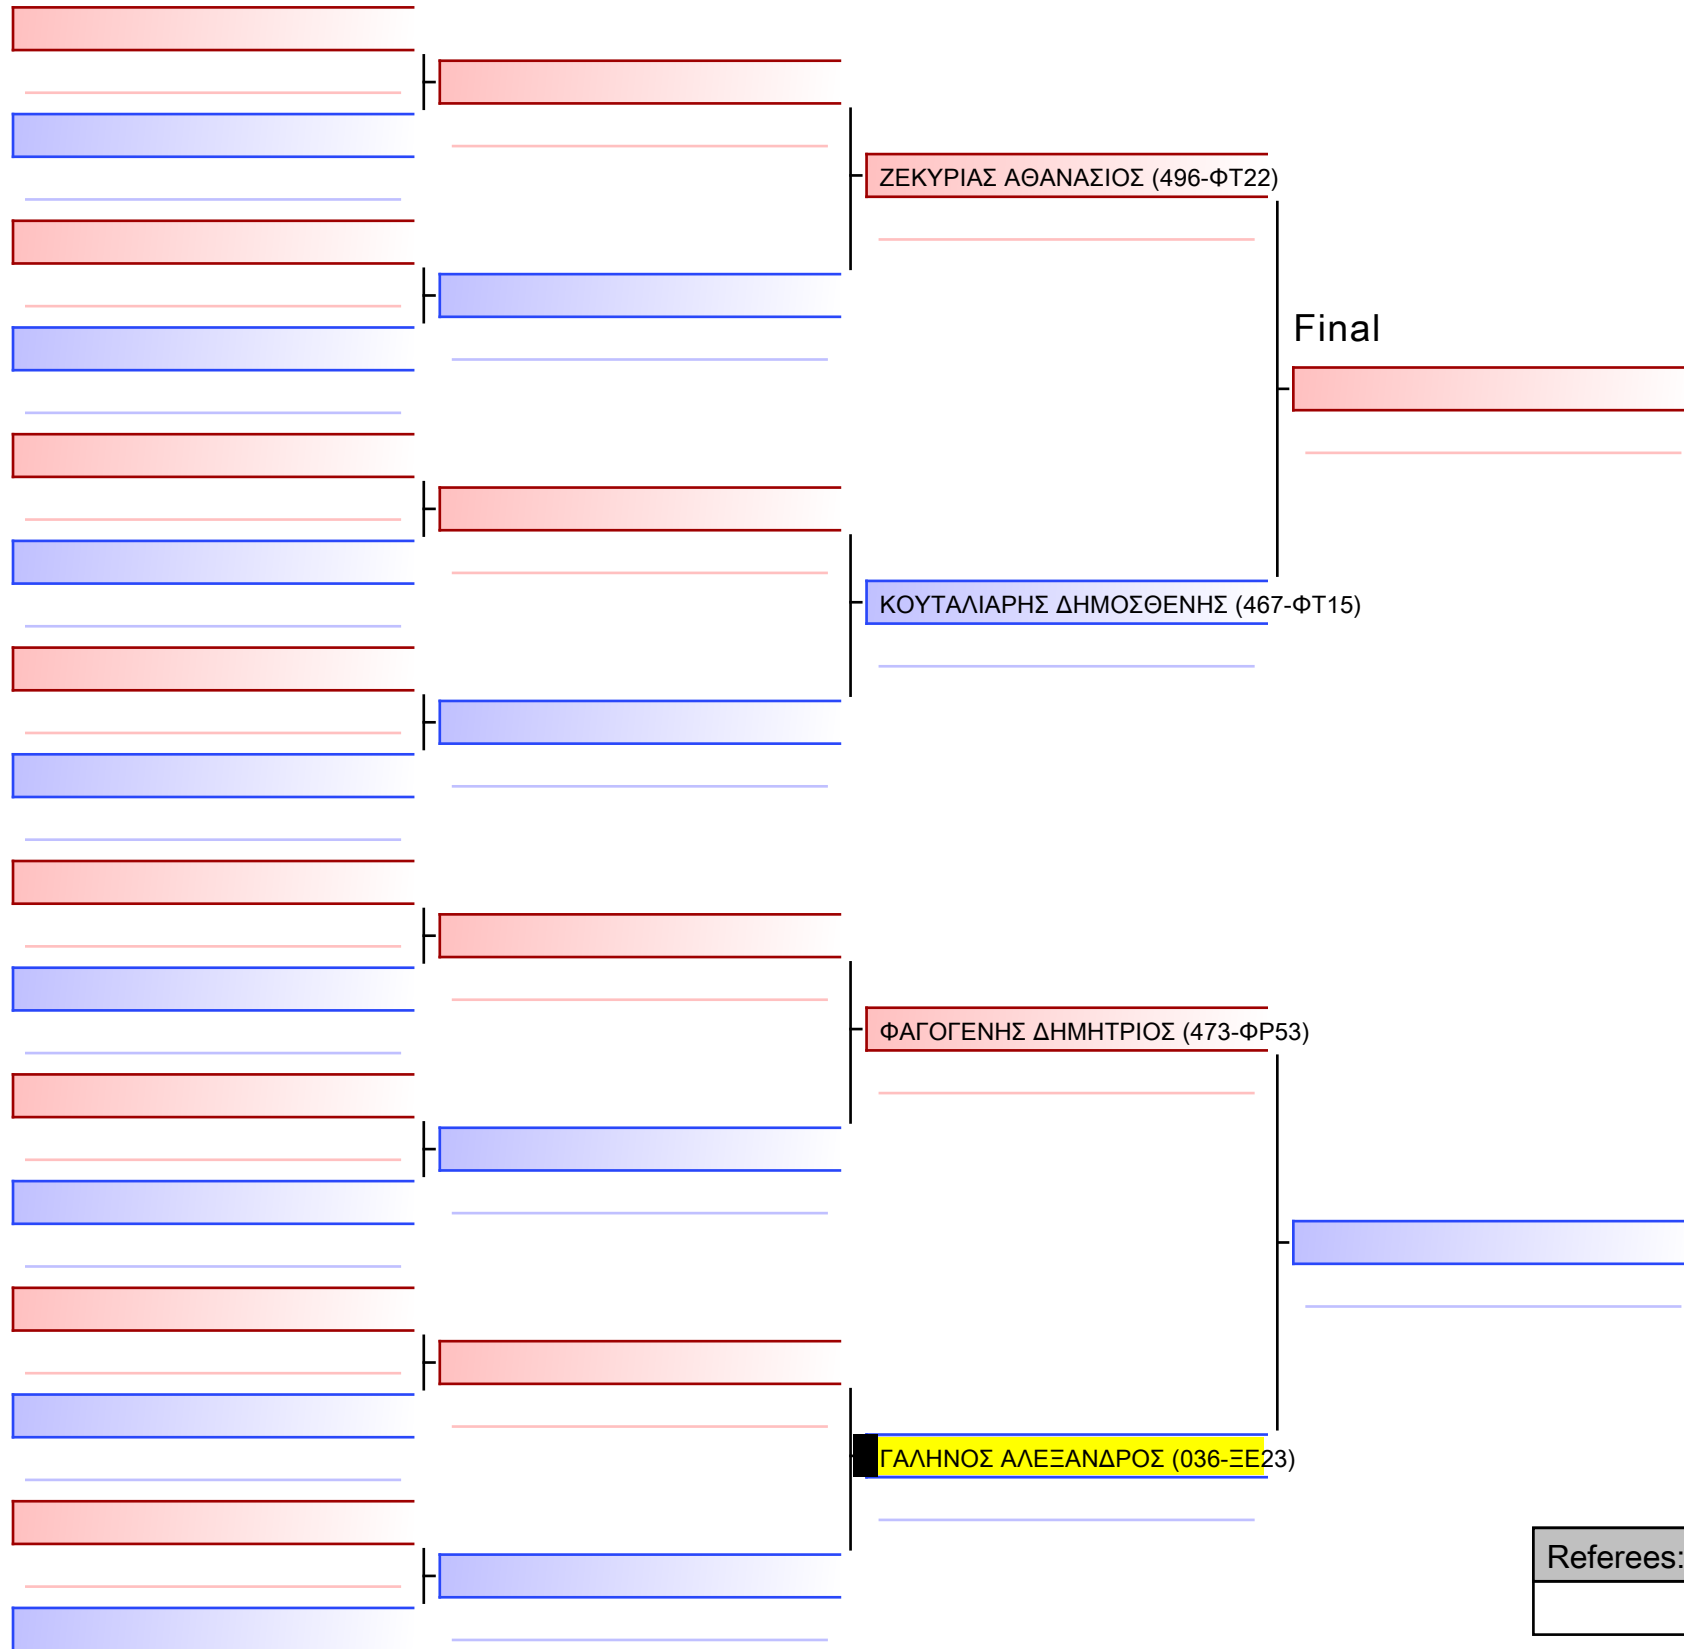 ΖΕΚΥΡΙΑΣ ΑΘΑΝΑΣΙΟΣ (496-ΦΤ22)
Final
ΚΟΥΤΑΛΙΑΡΗΣ ΔΗΜΟΣΘΕΝΗΣ (467-ΦΤ15)
ΦΑΓΟΓΕΝΗΣ ΔΗΜΗΤΡΙΟΣ (473-ΦΡ53)
ΓΑΛΗΝΟΣ ΑΛΕΞΑΝΔΡΟΣ (036-ΞΕ23)
Referees: